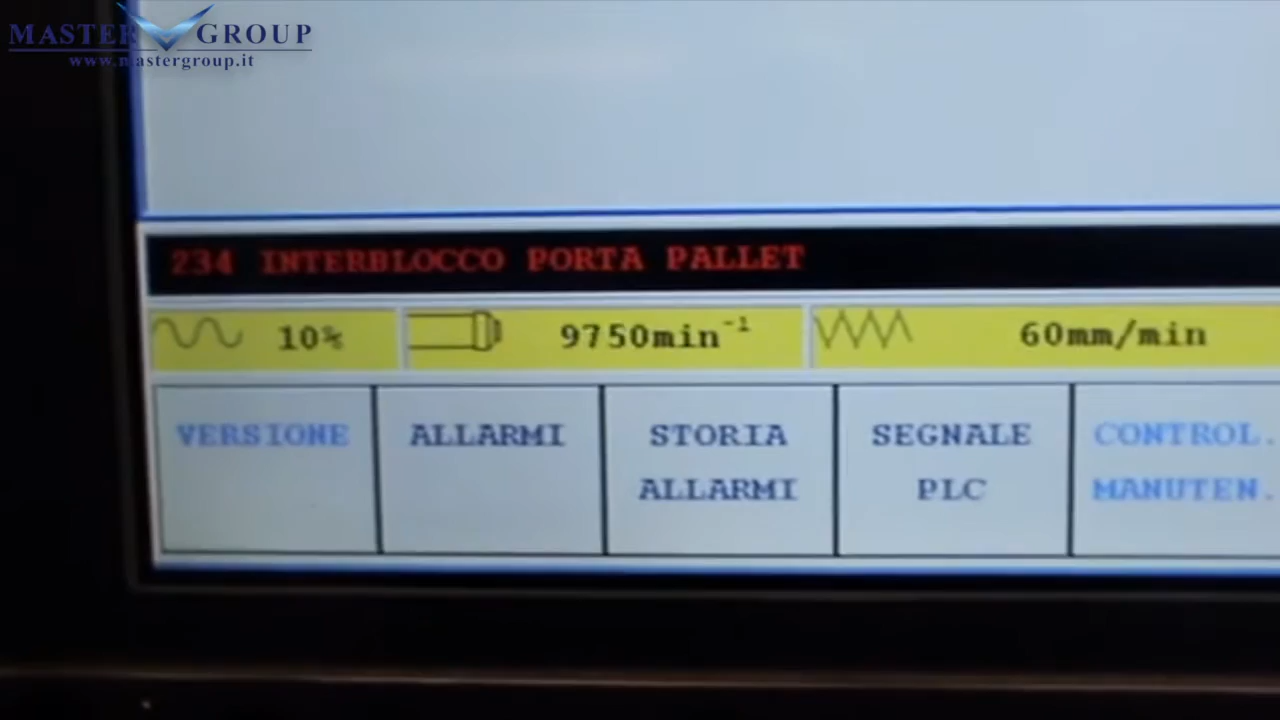 MASTER GROUP
www.mastergroup.it
234 INTERBLOCCO PORTA PALLET
10% 9750min⁻¹ 60mm/min
VERSIONE ALLARMI STORIA SEGNALE CONTROL.
ALLARMI PLC MANUTEN.